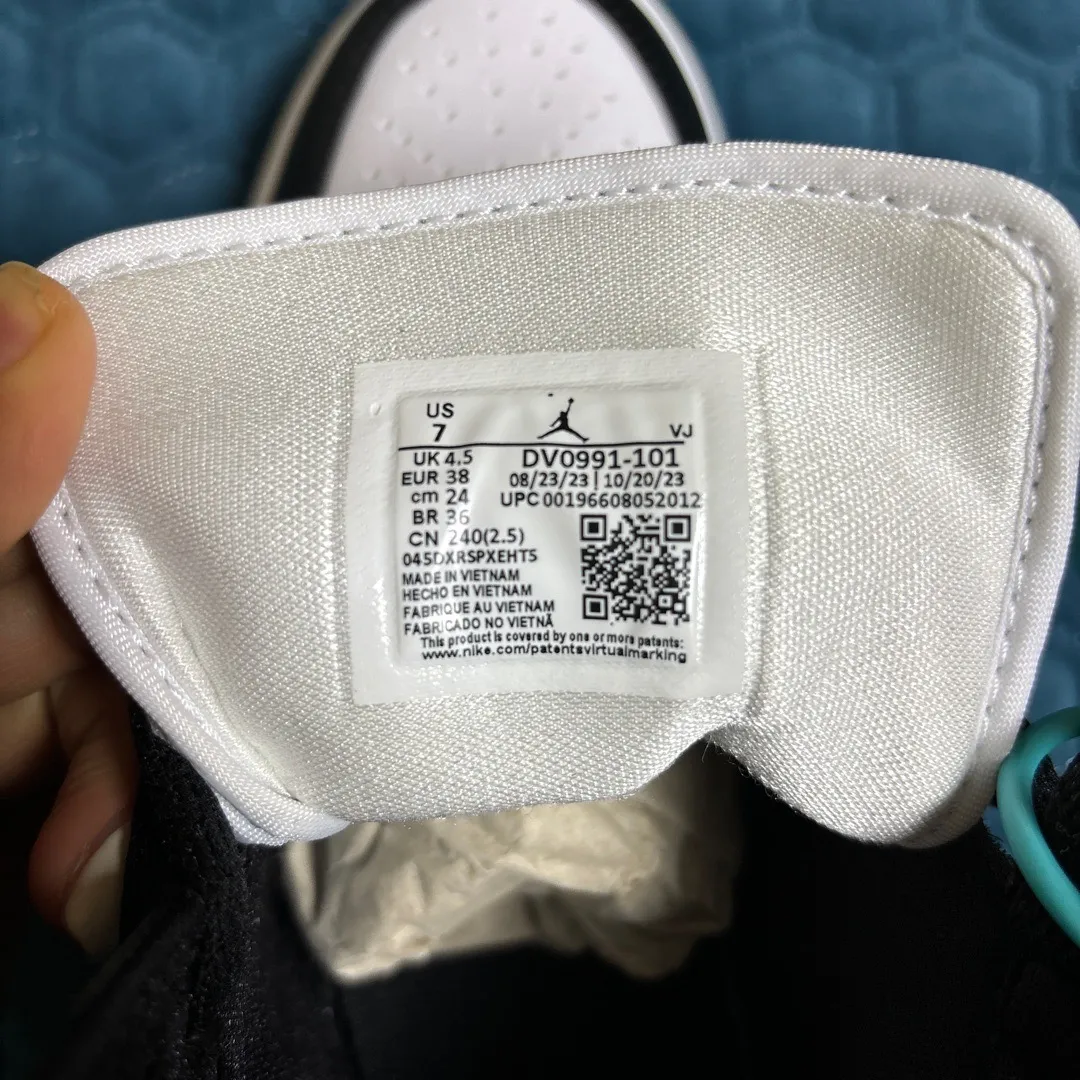 US
7
VJ
UK 4.5
DV0991-101
EUR 38
08/23/23 | 10/20/23
cm 24
UPC 00196608052012
BR 36
CN 240(2.5)
045DXRSPXEHTS
MADE IN VIETNAM
HECHO EN VIETNAM
FABRIQUE AU VIETNAM
FABRICADO NO VIETNÃ
This product is covered by one or more patents:
www.nike.com/patentsvirtualmarking